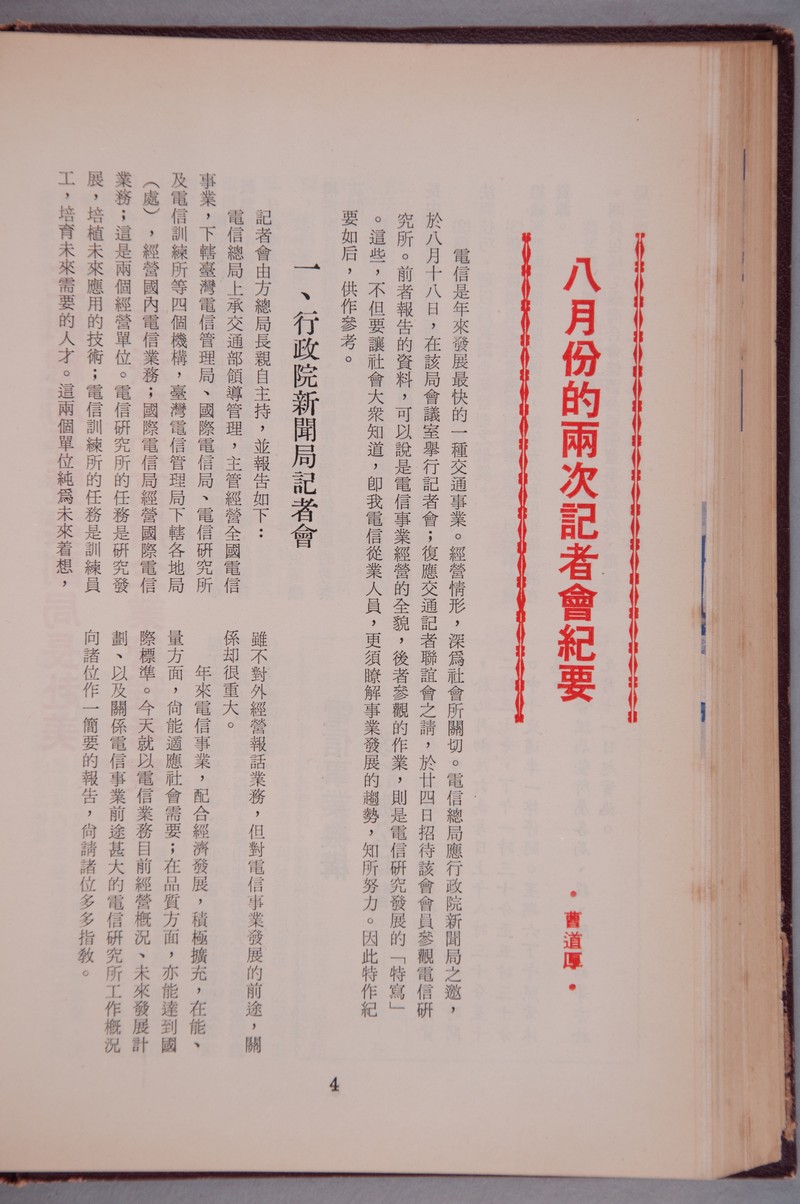 八月份的兩次記者會紀要
•曹道厚•
電信是年來發展最快的一種交通事業。經營情形，深爲社會所關切。電信總局應行政院新聞局之邀，
於八月十八日，在該局會議室舉行記者會；復應交通記者聯誼會之請，於廿四日招待該會會員參觀電信研
究所。前者報告的資料，可以說是電信事業經營的全貌，後者參觀的作業，則是電信研究發展的「特寫」
。這些，不但要讓社會大衆知道，卽我電信從業人員，更須瞭解事業發展的趨勢，知所努力。因此特作紀
要如后，供作參考。
一、行政院新聞局記者會
記者會由方總局長親自主持，並報告如下：
電信總局上承交通部領導管理，主管經營全國電信
事業，下轄臺灣電信管理局、國際電信局、電信研究所
及電信訓練所等四個機構，臺灣電信管理局下轄各地局
（處），經營國內電信業務；國際電信局經營國際電信
業務；這是兩個經營單位。電信研究所的任務是研究發
展，培植未來應用的技術；電信訓練所的任務是訓練員
工，培育未來需要的人才。這兩個單位純爲未來着想，
雖不對外經營報話業務，但對電信事業發展的前途，關
係却很重大。
年來電信事業，配合經濟發展，積極擴充，在能、
量方面，尙能適應社會需要；在品質方面，亦能達到國
際標準。今天就以電信業務目前經營概況、未來發展計
劃、以及關係電信事業前途甚大的電信研究所工作概況
向諸位作一簡要的報告，尙請諸位多多指敎。
4